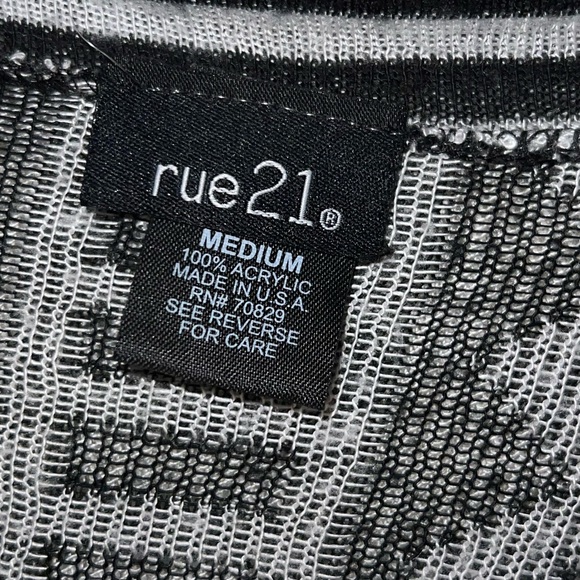 rue21®
MEDIUM
100% ACRYLIC
MADE IN U.S.A.
RN# 70829
SEE REVERSE
FOR CARE